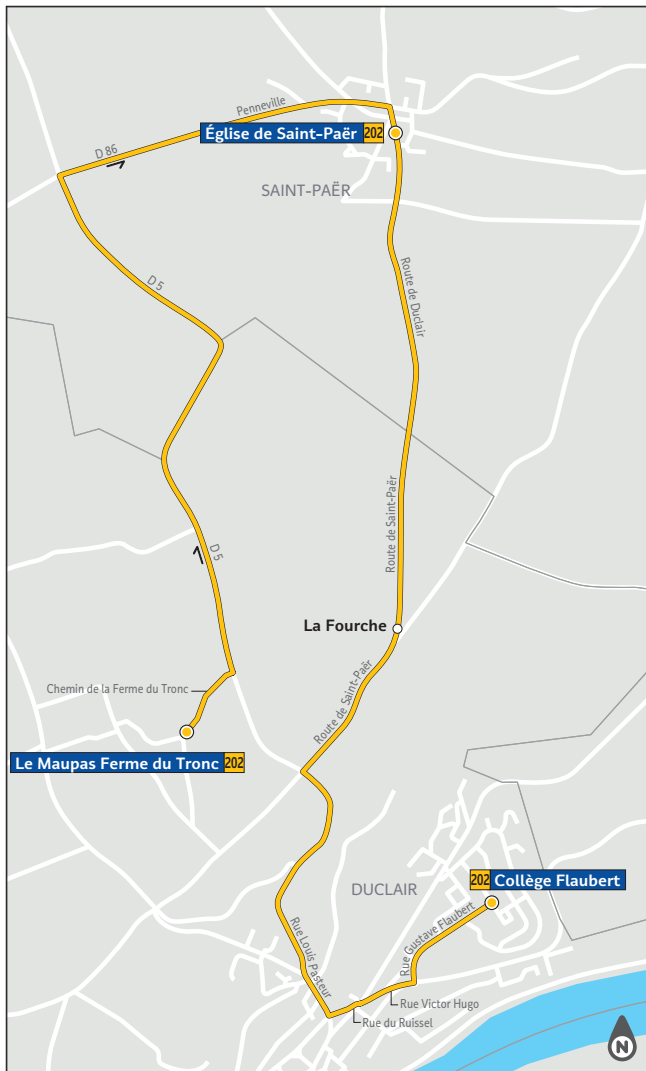 Penneville
Église de Saint-Paër 202
D 86
SAINT-PAËR
D 5
Route de Duclair
Route de Saint-Paër
D 5
La Fourche
Route de Saint-Paër
Chemin de la Ferme du Tronc
Le Maupas Ferme du Tronc 202
202 Collège Flaubert
DUCLAIR
Rue Gustave Flaubert
Rue Louis Pasteur
Rue Victor Hugo
Rue du Ruissel
N